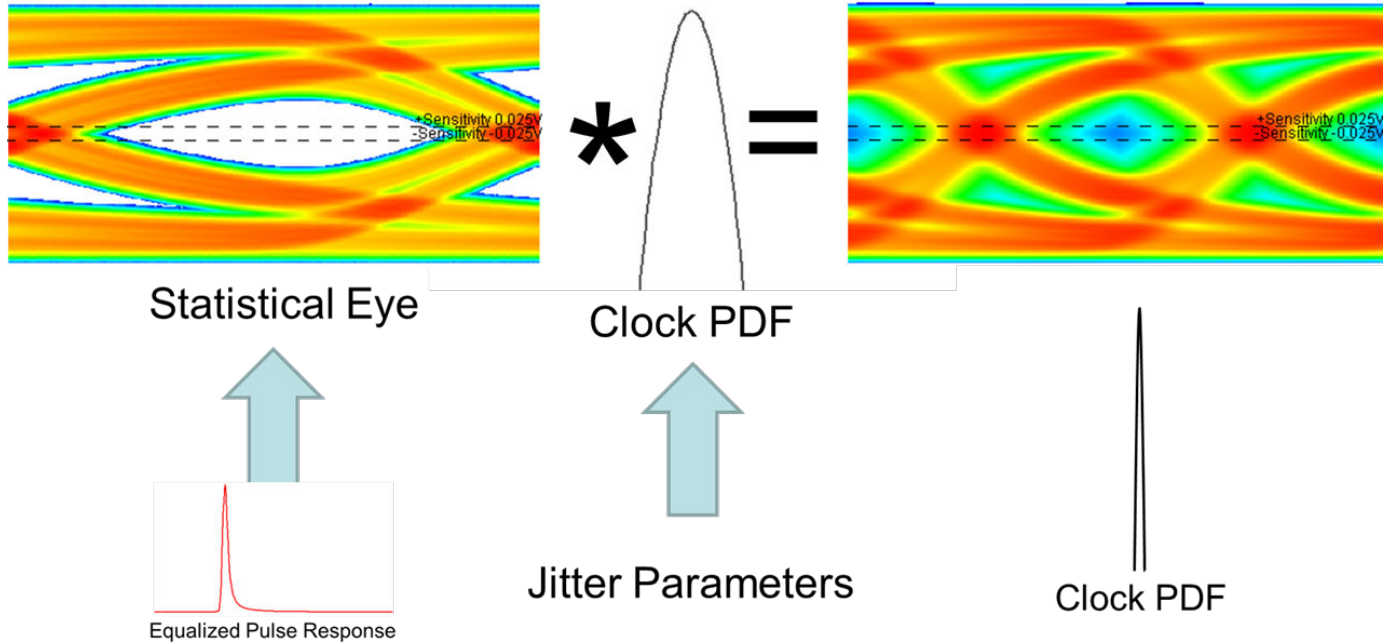 +Sensitivity 0.025V
-Sensitivity -0.025V
*
=
+Sensitivity 0.025V
-Sensitivity -0.025V
Statistical Eye
Clock PDF
Equalized Pulse Response
Jitter Parameters
Clock PDF